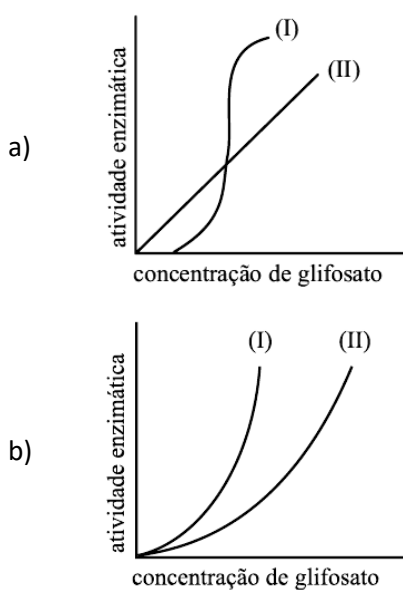 a)
atividade enzimática
(I)
(II)
concentração de glifosato
b)
atividade enzimática
(I) (II)
concentração de glifosato